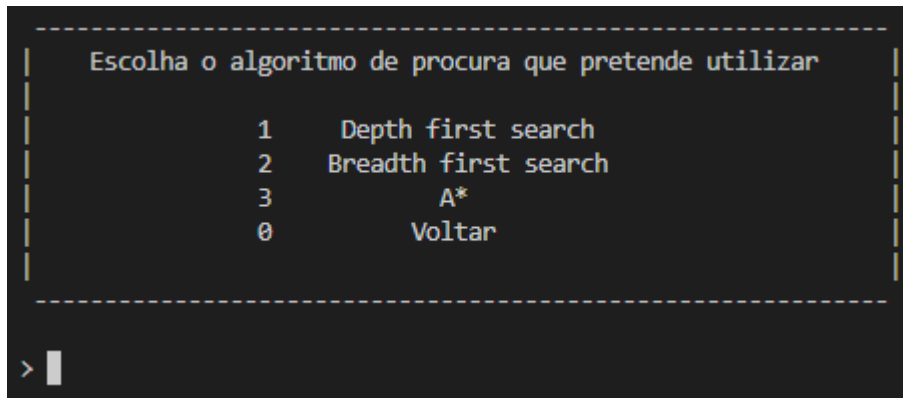 Escolha o algoritmo de procura que pretende utilizar
1 Depth first search
2 Breadth first search
3 A*
0 Voltar
>